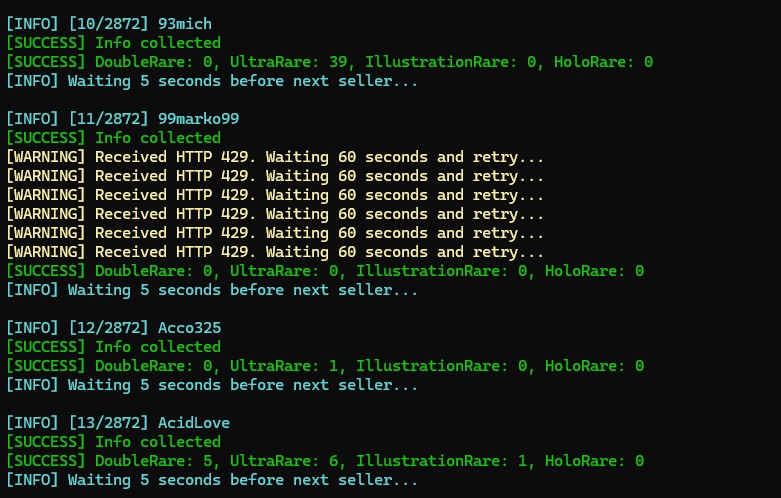 [INFO] [10/2872] 93mich
[SUCCESS] Info collected
[SUCCESS] DoubleRare: 0, UltraRare: 39, IllustrationRare: 0, HoloRare: 0
[INFO] Waiting 5 seconds before next seller...
[INFO] [11/2872] 99marko99
[SUCCESS] Info collected
[WARNING] Received HTTP 429. Waiting 60 seconds and retry...
[WARNING] Received HTTP 429. Waiting 60 seconds and retry...
[WARNING] Received HTTP 429. Waiting 60 seconds and retry...
[WARNING] Received HTTP 429. Waiting 60 seconds and retry...
[WARNING] Received HTTP 429. Waiting 60 seconds and retry...
[WARNING] Received HTTP 429. Waiting 60 seconds and retry...
[SUCCESS] DoubleRare: 0, UltraRare: 0, IllustrationRare: 0, HoloRare: 0
[INFO] Waiting 5 seconds before next seller...
[INFO] [12/2872] Acco325
[SUCCESS] Info collected
[SUCCESS] DoubleRare: 0, UltraRare: 1, IllustrationRare: 0, HoloRare: 0
[INFO] Waiting 5 seconds before next seller...
[INFO] [13/2872] AcidLove
[SUCCESS] Info collected
[SUCCESS] DoubleRare: 5, UltraRare: 6, IllustrationRare: 1, HoloRare: 0
[INFO] Waiting 5 seconds before next seller...